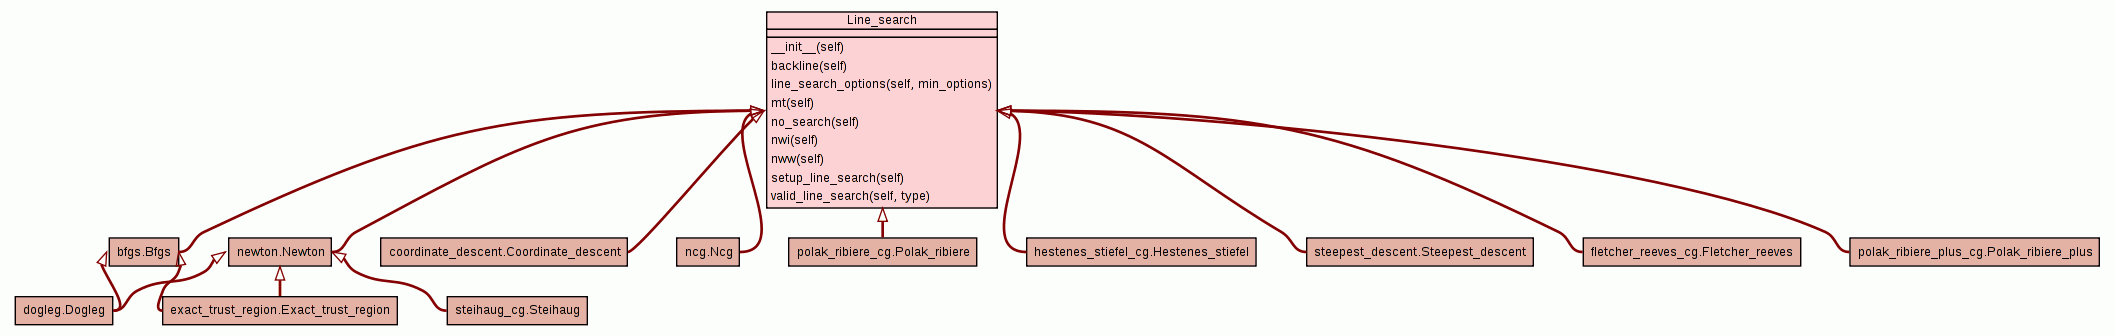 Line_search
__init__(self)
backline(self)
line_search_options(self, min_options)
mt(self)
no_search(self)
nwi(self)
nww(self)
setup_line_search(self)
valid_line_search(self, type)
bfgs.Bfgs
newton.Newton
coordinate_descent.Coordinate_descent
ncg.Ncg
polak_ribiere_cg.Polak_ribiere
hestenes_stiefel_cg.Hestenes_stiefel
steepest_descent.Steepest_descent
fletcher_reeves_cg.Fletcher_reeves
polak_ribiere_plus_cg.Polak_ribiere_plus
dogleg.Dogleg
exact_trust_region.Exact_trust_region
steihaug_cg.Steihaug